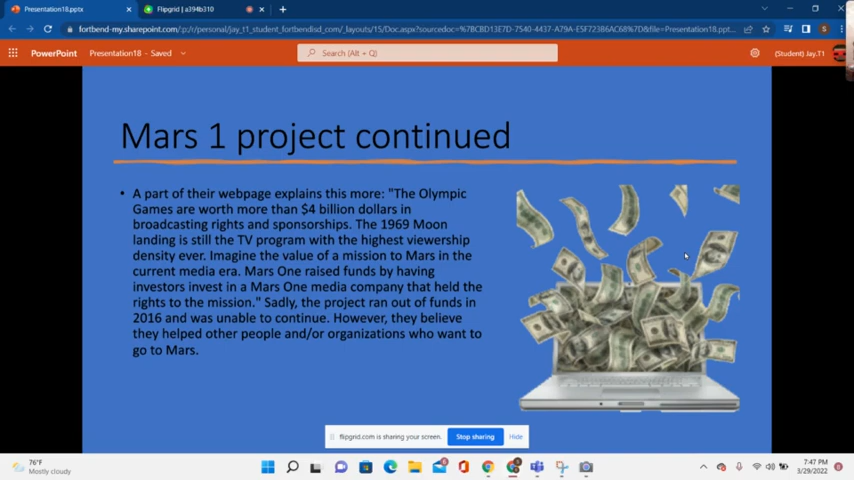 Presentation18.pptx
Flipgrid | a394b310
fortbend-my.sharepoint.com/:p:/r/personal/jay_t1_student_fortbendisd_com/_layouts/15/Doc.aspx?sourcedoc=%7BCBD13E7D-7540-4437-A79A-E5F723B6AC68%7D&file=Presentation18.ppt...
PowerPoint
Presentation18 - Saved
Search (Alt + Q)
(Student) Jay.T1
Mars 1 project continued
• A part of their webpage explains this more: "The Olympic
Games are worth more than $4 billion dollars in
broadcasting rights and sponsorships. The 1969 Moon
landing is still the TV program with the highest viewership
density ever. Imagine the value of a mission to Mars in the
current media era. Mars One raised funds by having
investors invest in a Mars One media company that held the
rights to the mission." Sadly, the project ran out of funds in
2016 and was unable to continue. However, they believe
they helped other people and/or organizations who want to
go to Mars.
flipgrid.com is sharing your screen.
Stop sharing
Hide
76°F
Mostly cloudy
7:47 PM
3/29/2022